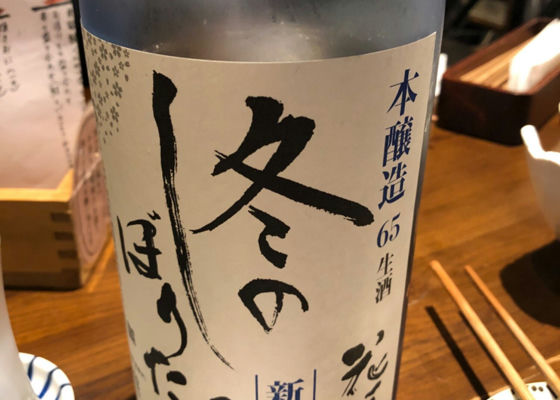 本醸造 65 生酒
冬の
しぼりた
新